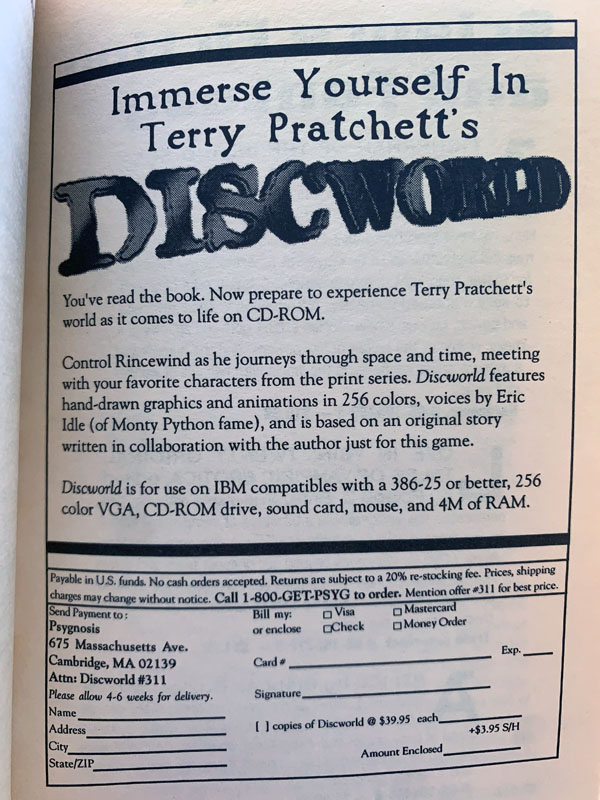 Immerse Yourself In
Terry Pratchett's
DISCWORLD
You've read the book. Now prepare to experience Terry Pratchett's
world as it comes to life on CD-ROM.
Control Rincewind as he journeys through space and time, meeting
with your favorite characters from the print series. Discworld features
hand-drawn graphics and animations in 256 colors, voices by Eric
Idle (of Monty Python fame), and is based on an original story
written in collaboration with the author just for this game.
Discworld is for use on IBM compatibles with a 386-25 or better, 256
color VGA, CD-ROM drive, sound card, mouse, and 4M of RAM.
Payable in U.S. funds. No cash orders accepted. Returns are subject to a 20% re-stocking fee. Prices, shipping
charges may change without notice. Call 1-800-GET-PSYG to order. Mention offer #311 for best price.
Send Payment to :
Psygnosis
675 Massachusetts Ave.
Cambridge, MA 02139
Attn: Discworld #311
Please allow 4-6 weeks for delivery.
Name
Address
City
State/ZIP
Bill my: Visa Mastercard
or enclose Check Money Order
Card # Exp.
Signature
[ ] copies of Discworld @ $39.95 each
+$3.95 S/H
Amount Enclosed